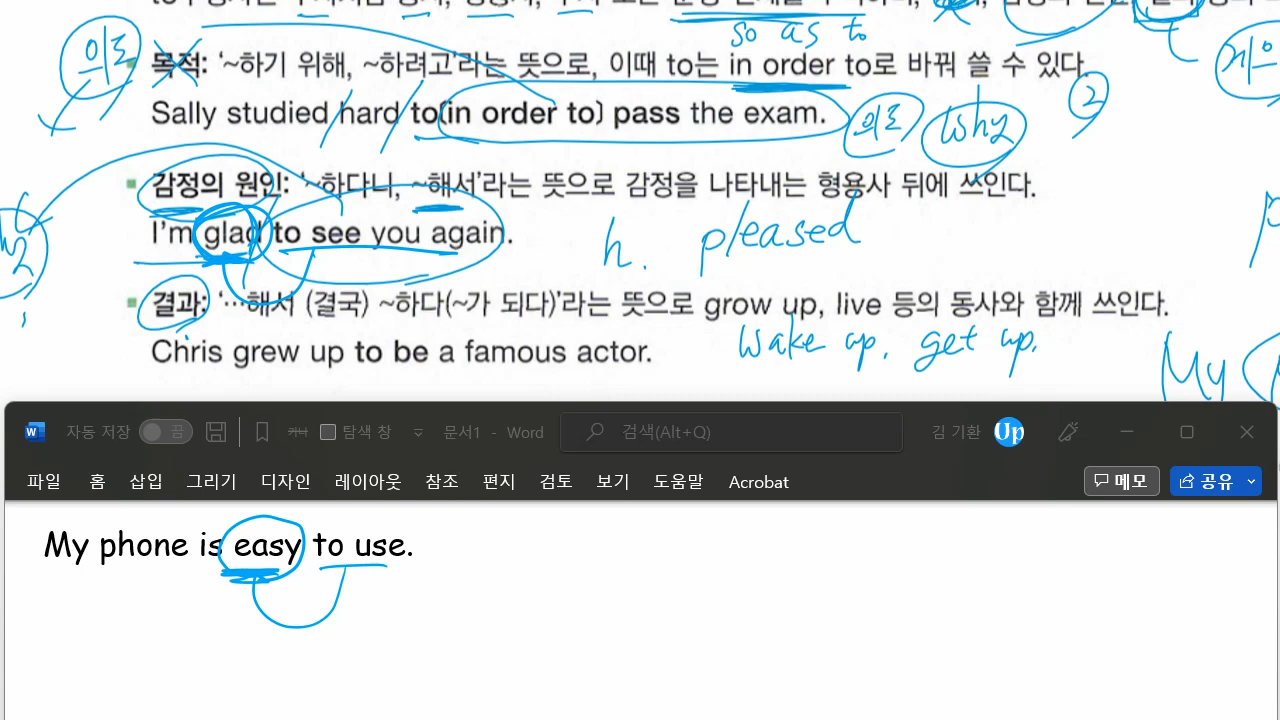 so as to
의도
목적: ‘~하기 위해, ~하려고’라는 뜻으로, 이때 to는 in order to로 바꿔 쓸 수 있다.
게으
Sally studied hard to(in order to) pass the exam.
의도 Why ②
감정의 원인: ‘~하다니, ~해서’라는 뜻으로 감정을 나타내는 형용사 뒤에 쓰인다.
I’m glad to see you again.
h. pleased
결과: ‘…해서 (결국) ~하다(~가 되다)’라는 뜻으로 grow up, live 등의 동사와 함께 쓰인다.
Chris grew up to be a famous actor.
wake up, get up,
My
자동 저장 끔 탐색 창 문서1 - Word 검색(Alt+Q) 김 기환 Up
파일 홈 삽입 그리기 디자인 레이아웃 참조 편지 검토 보기 도움말 Acrobat 메모 공유
My phone is easy to use.